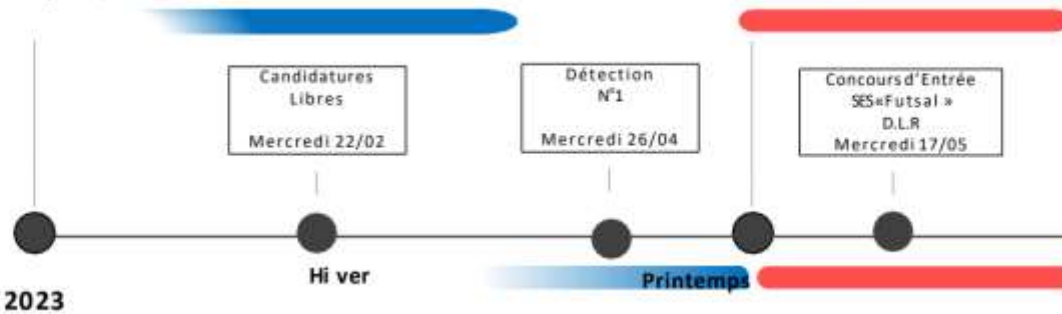 Candidatures
Libres
Mercredi 22/02
Détection
N°1
Mercredi 26/04
Concours d'Entrée
SES «Futsal »
D.L.R
Mercredi 17/05
Hi ver
Printemps
2023